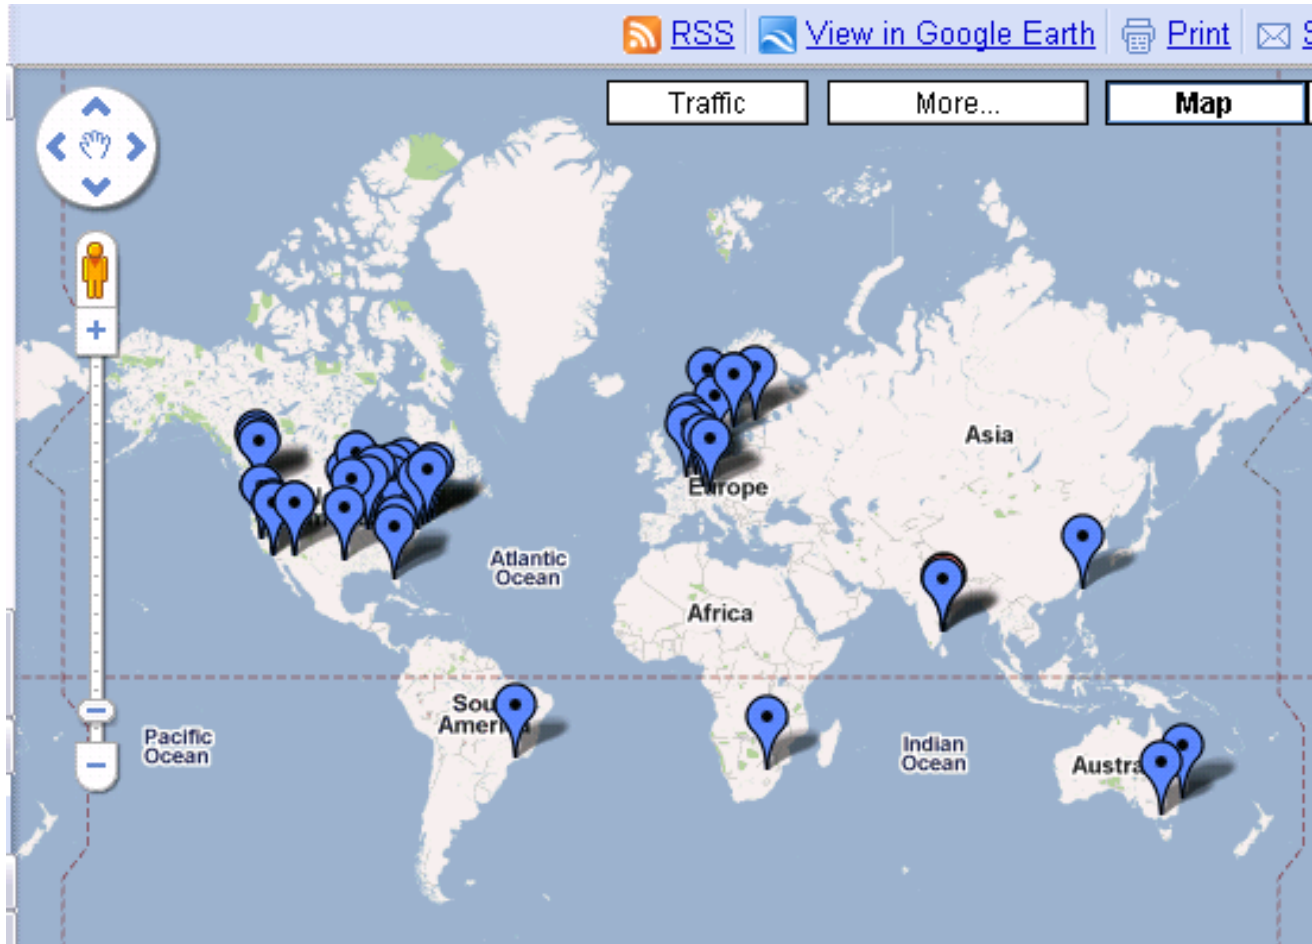 RSS
View in Google Earth
Print
Traffic
More...
Map
Asia
Europe
Atlantic
Ocean
Africa
Pacific
Ocean
Indian
Ocean